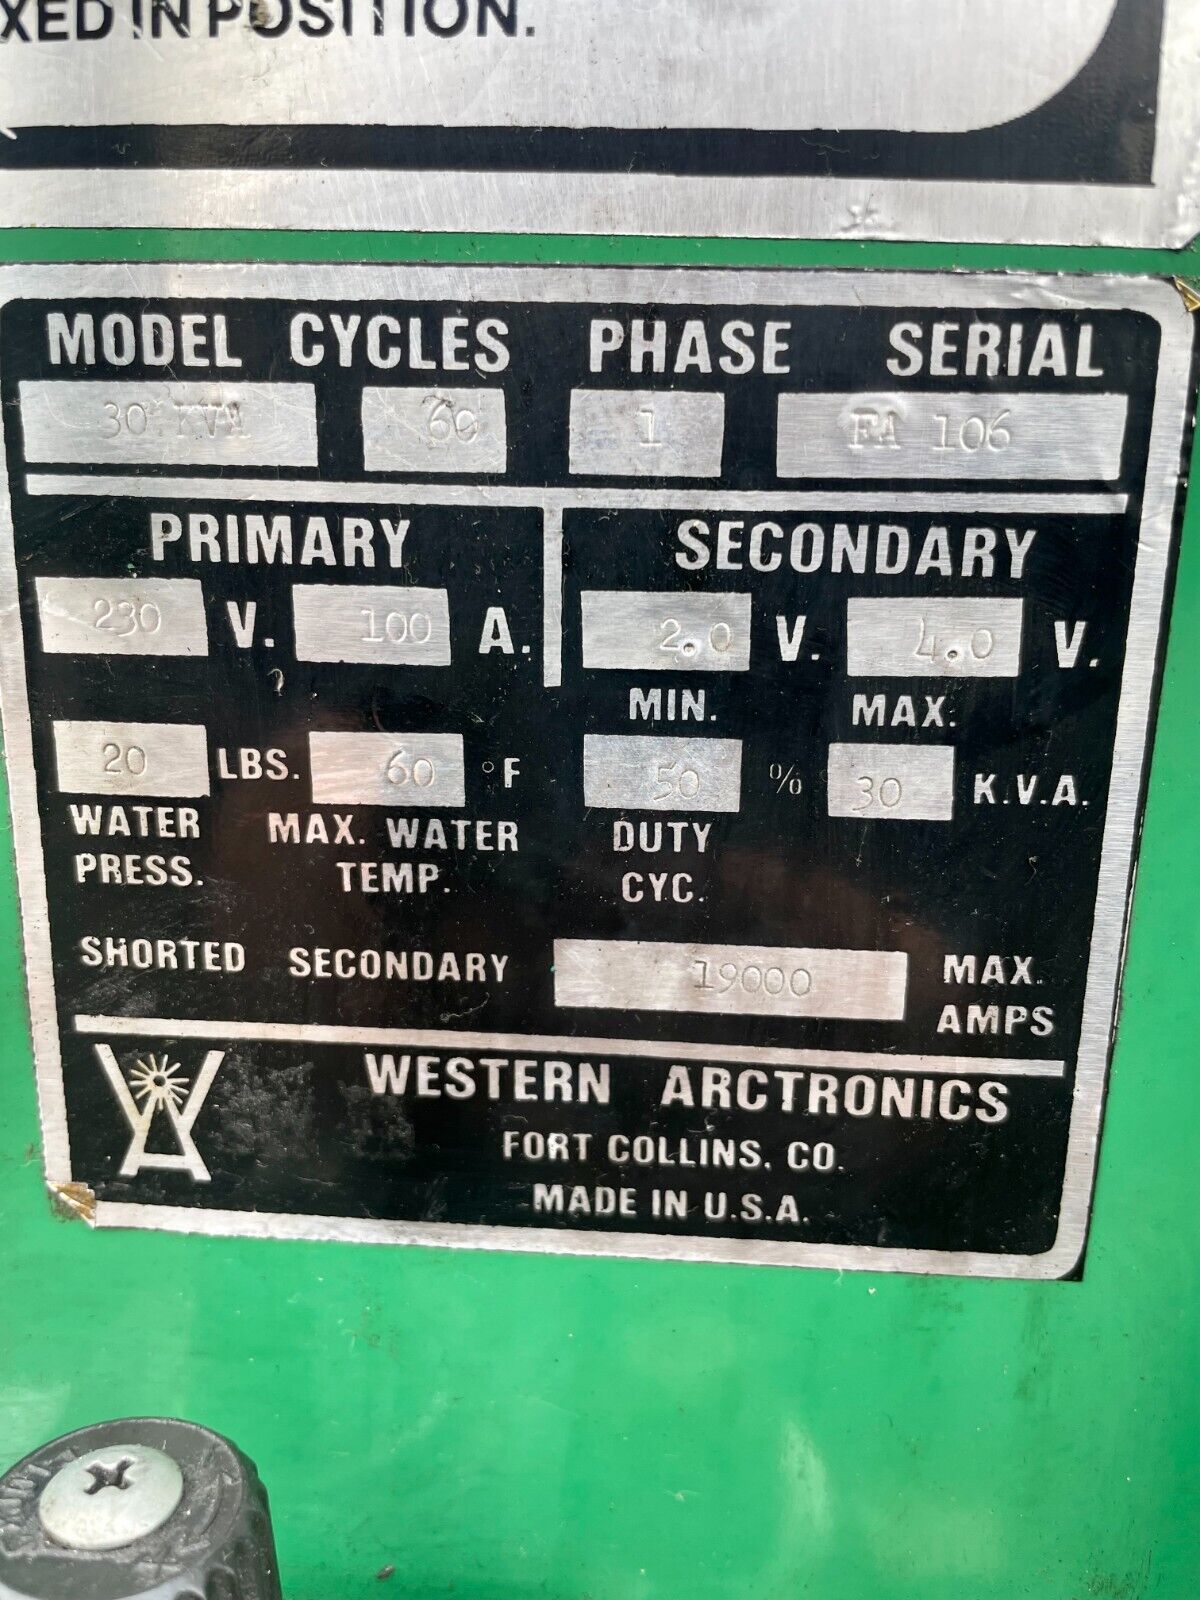 XED IN POSITION.
MODEL CYCLES PHASE SERIAL
30 KVA 60 1 FA 106
PRIMARY SECONDARY
230 V. 100 A. 2.0 V. 4.0 V.
MIN. MAX.
20 LBS. 60 °F 50 % 30 K.V.A.
WATER PRESS. MAX. WATER TEMP. DUTY CYC.
SHORTED SECONDARY 19000 MAX. AMPS
WESTERN ARCTRONICS
FORT COLLINS, CO.
MADE IN U.S.A.